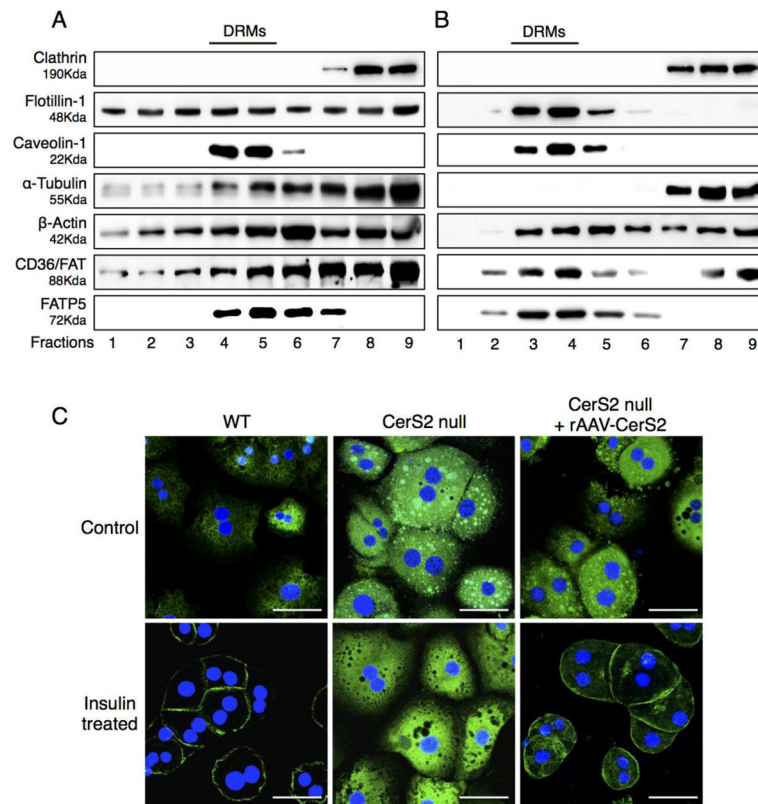 A
B
DRMs
DRMs
Clathrin
190Kda
Flotillin-1
48Kda
Caveolin-1
22Kda
α-Tubulin
55Kda
β-Actin
42Kda
CD36/FAT
88Kda
FATP5
72Kda
Fractions 1 2 3 4 5 6 7 8 9 1 2 3 4 5 6 7 8 9
C
WT
CerS2 null
CerS2 null
+ rAAV-CerS2
Control
Insulin
treated